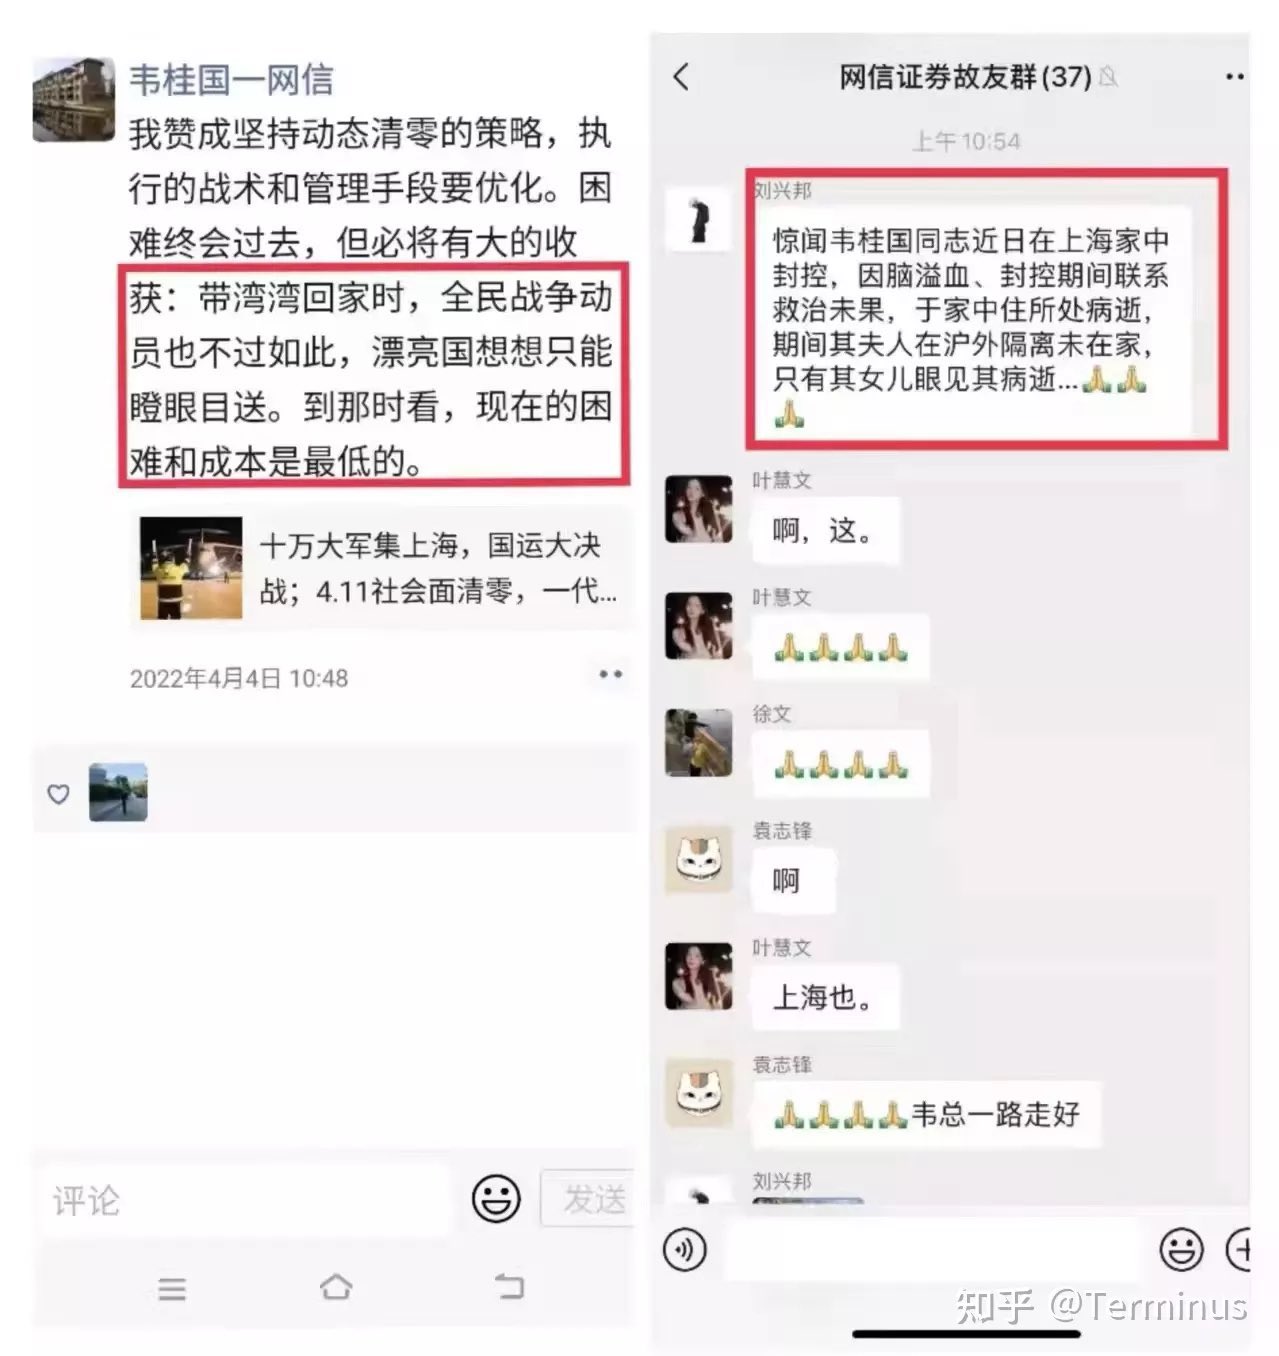 韦桂国一网信
我赞成坚持动态清零的策略，执
行的战术和管理手段要优化。困
难终会过去，但必将有大的收
获：带湾湾回家时，全民战争动
员也不过如此，漂亮国想想只能
瞪眼目送。到那时看，现在的困
难和成本是最低的。
十万大军集上海，国运大决
战；4.11社会面清零，一代...
2022年4月4日 10:48
评论
发送
网信证券故友群(37)
上午10:54
刘兴邦
惊闻韦桂国同志近日在上海家中
封控，因脑溢血、封控期间联系
救治未果，于家中住所处病逝，
期间其夫人在沪外隔离未在家，
只有其女儿眼见其病逝...🙏🙏
🙏
叶慧文
啊，这。
叶慧文
🙏🙏🙏🙏
徐文
🙏🙏🙏🙏
袁志锋
啊
叶慧文
上海也。
袁志锋
🙏🙏🙏🙏韦总一路走好
刘兴邦
知乎 @Terminus